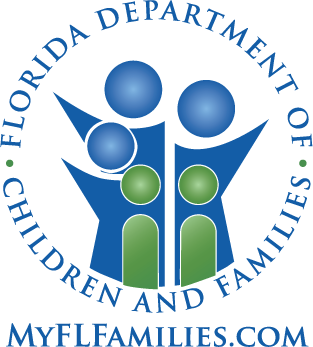 FLORIDA DEPARTMENT OF
CHILDREN AND FAMILIES
MYFLFAMILIES.COM